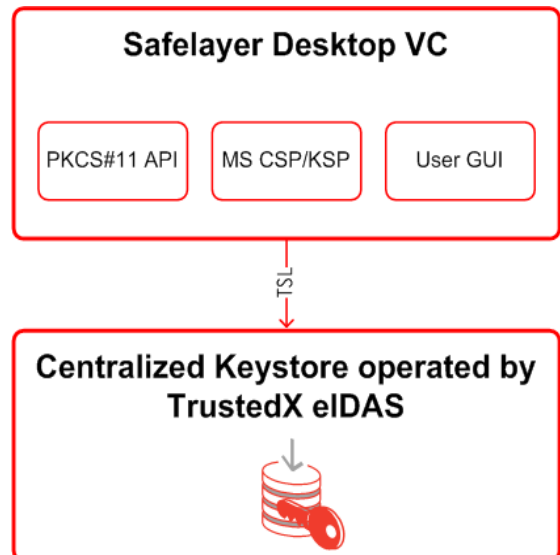 Safelayer Desktop VC
PKCS#11 API
MS CSP/KSP
User GUI
TSL
Centralized Keystore operated by
TrustedX eIDAS